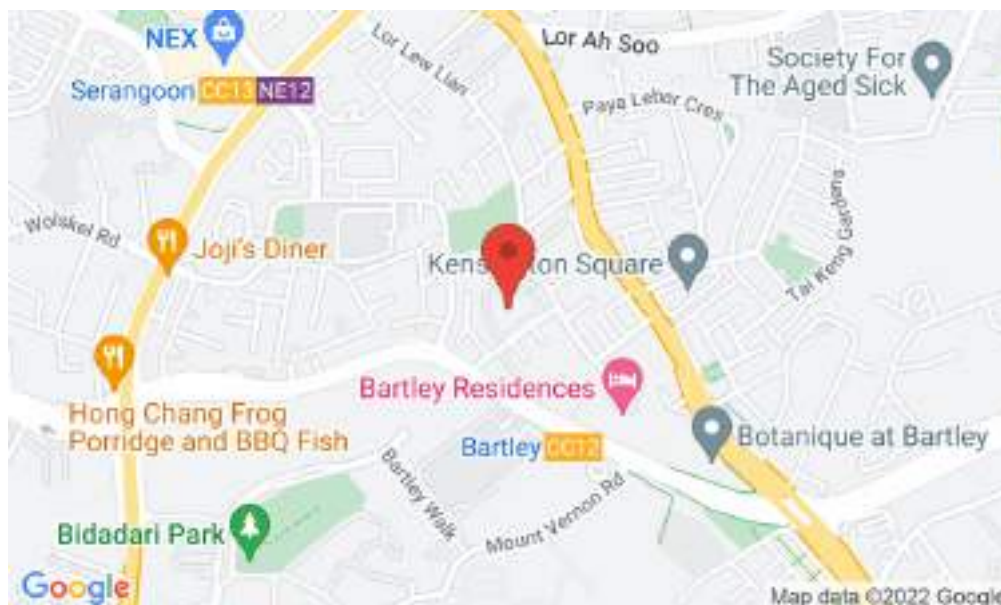 NEX
Lor Ah Soo
Lor Lew Lian
Society For
The Aged Sick
Serangoon CC13 NE12
Paya Lebar Cres
Wolskel Rd
Joji's Diner
Kens ton Square
Tai Keng Gardens
Bartley Residences
Hong Chang Frog
Porridge and BBQ Fish
Bartley CC12
Botanique at Bartley
Bartley Walk
Mount Vernon Rd
Bidadari Park
Google
Map data ©2022 Google